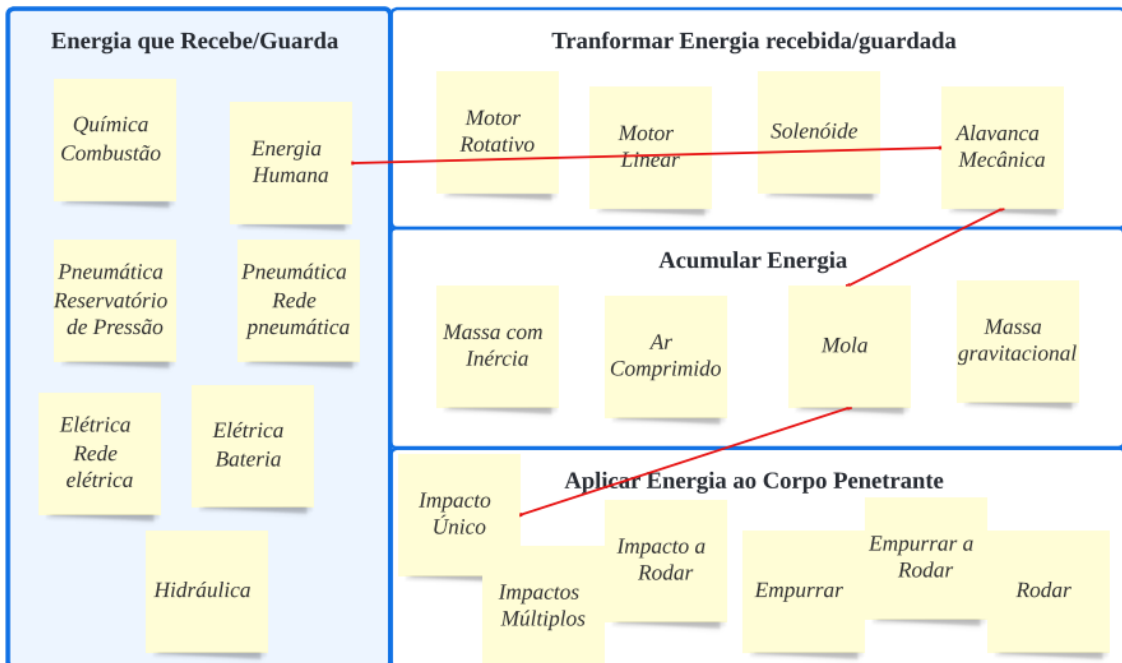 Energia que Recebe/Guarda
Química
Combustão
Energia
Humana
Pneumática
Reservatório
de Pressão
Pneumática
Rede
pneumática
Elétrica
Rede
elétrica
Elétrica
Bateria
Hidráulica
Tranformar Energia recebida/guardada
Motor
Rotativo
Motor
Linear
Solenóide
Alavanca
Mecânica
Acumular Energia
Massa com
Inércia
Ar
Comprimido
Mola
Massa
gravitacional
Aplicar Energia ao Corpo Penetrante
Impacto
Único
Impactos
Múltiplos
Impacto a
Rodar
Empurrar
Empurrar a
Rodar
Rodar